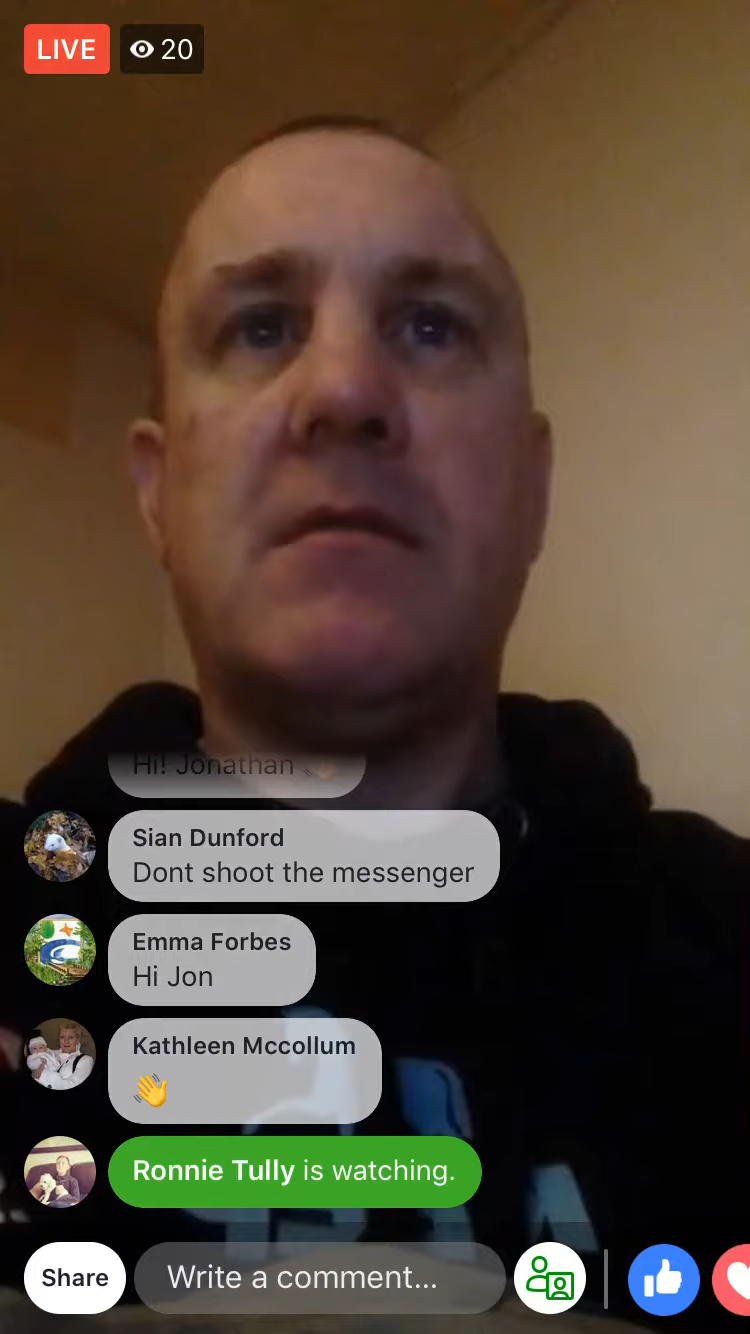 LIVE
20
Hi! Jonathan 👋
Sian Dunford
Dont shoot the messenger
Emma Forbes
Hi Jon
Kathleen Mccollum
👋
Ronnie Tully is watching.
Share
Write a comment...